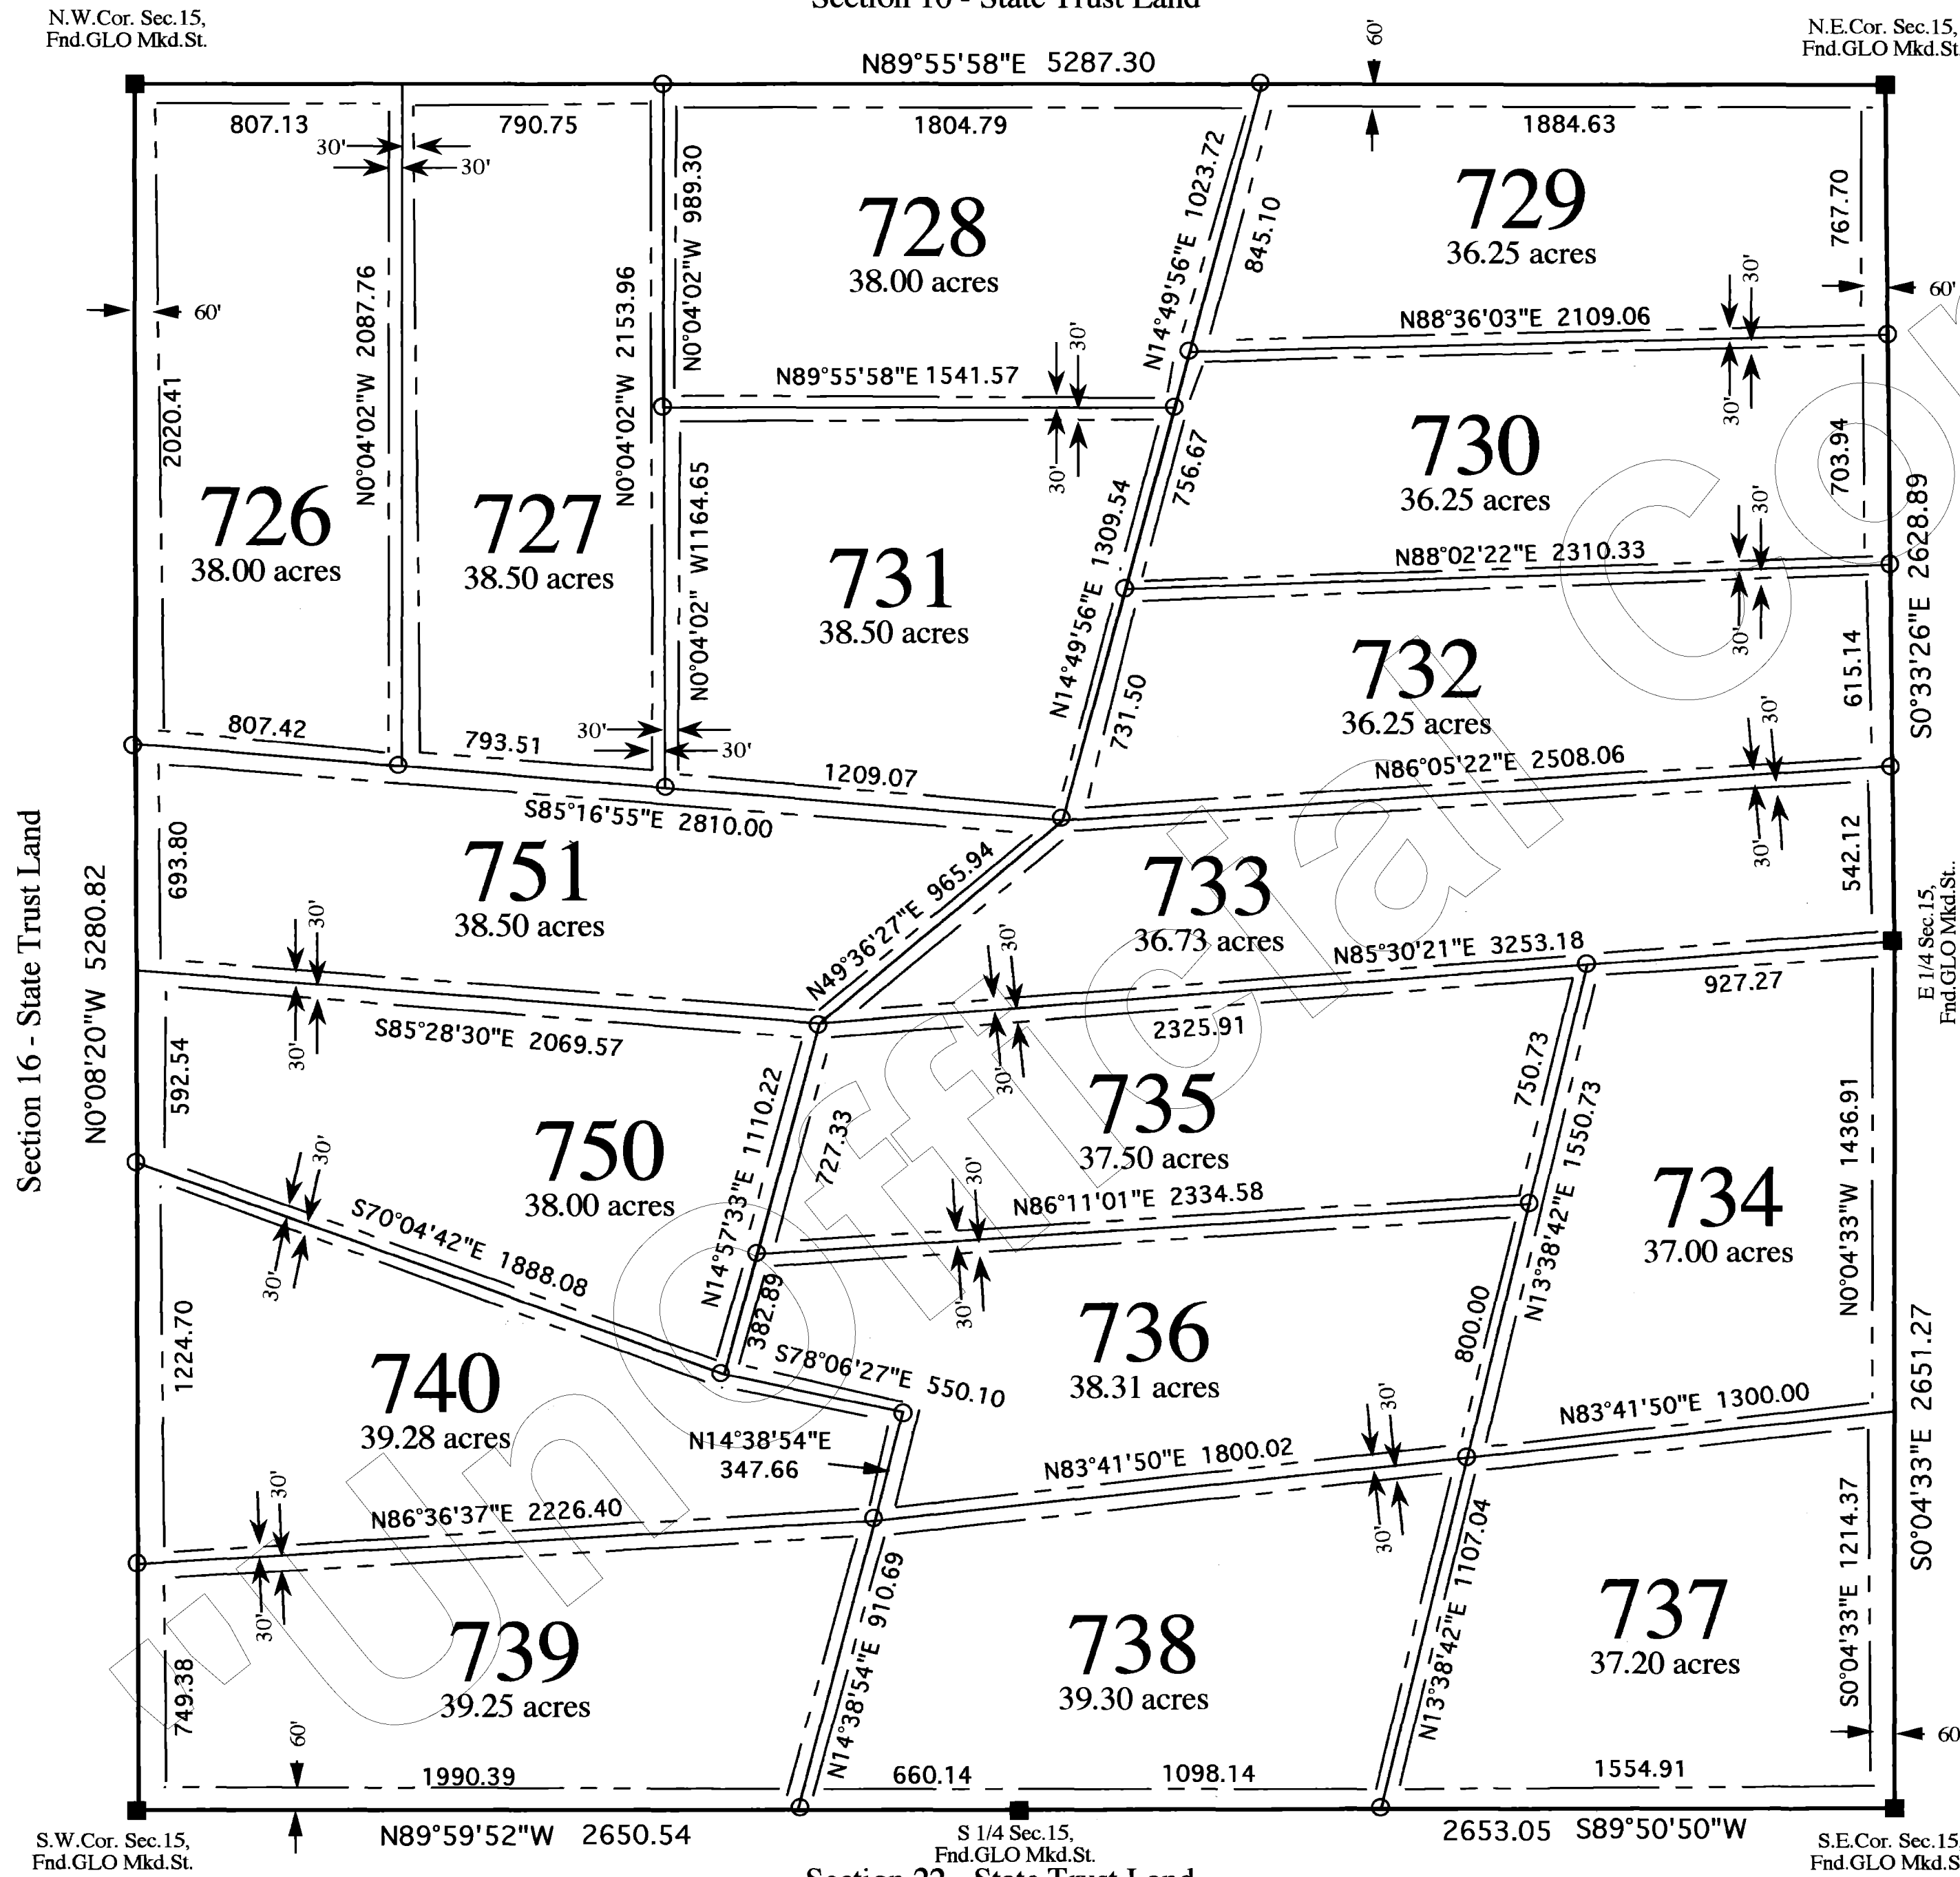 Section 10 - State Trust Land
N.W.Cor. Sec.15,
Fnd.GLO Mkd.St.
N.E.Cor. Sec.15,
Fnd.GLO Mkd.St
N89°55'58"E 5287.30
60'
807.13
790.75
1804.79
1884.63
30'
30'
N0°04'02"W 989.30
N14°49'56"E 1023.72
845.10
767.70
728
38.00 acres
729
36.25 acres
60'
60'
N0°04'02"W 2087.76
N0°04'02"W 2153.96
N88°36'03"E 2109.06
30'
30'
N89°55'58"E 1541.57
30'
30'
2020.41
726
38.00 acres
727
38.50 acres
N0°04'02" W1164.65
731
38.50 acres
N14°49'56"E 1309.54
756.67
730
36.25 acres
703.94
S0°33'26"E 2628.89
N88°02'22"E 2310.33
30'
30'
732
36.25 acres
731.50
615.14
807.42
793.51
30'
30'
1209.07
S85°16'55"E 2810.00
N86°05'22"E 2508.06
30'
30'
Section 16 - State Trust Land
N0°08'20"W 5280.82
693.80
751
38.50 acres
N49°36'27"E 965.94
733
36.73 acres
542.12
E 1/4 Sec.15,
Fnd.GLO Mkd.St..
30'
30'
S85°28'30"E 2069.57
30'
30'
N85°30'21"E 3253.18
2325.91
927.27
592.54
750
38.00 acres
N14°57'33"E 1110.22
727.33
735
37.50 acres
750.73
N13°38'42"E 1550.73
734
37.00 acres
N0°04'33"W 1436.91
30'
30'
S70°04'42"E 1888.08
30'
30'
N86°11'01"E 2334.58
382.89
736
38.31 acres
800.00
1224.70
740
39.28 acres
S78°06'27"E 550.10
N14°38'54"E
347.66
N83°41'50"E 1800.02
30'
30'
N83°41'50"E 1300.00
S0°04'33"E 2651.27
30'
30'
N86°36'37"E 2226.40
749.38
739
39.25 acres
N14°38'54"E 910.69
738
39.30 acres
N13°38'42"E 1107.04
737
37.20 acres
S0°04'33"E 1214.37
60'
60
1990.39
660.14
1098.14
1554.91
S.W.Cor. Sec.15,
Fnd.GLO Mkd.St.
N89°59'52"W 2650.54
S 1/4 Sec.15,
Fnd.GLO Mkd.St.
2653.05 S89°50'50"W
S.E.Cor. Sec.15
Fnd.GLO Mkd.S
Section 22 - State Trust Land
"Unofficial Co